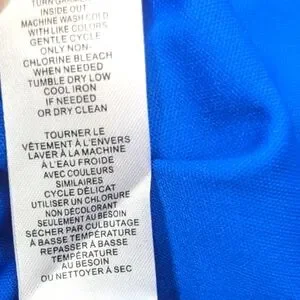 TURN GARMENT
INSIDE OUT
MACHINE WASH COLD
WITH LIKE COLORS
GENTLE CYCLE
ONLY NON-
CHLORINE BLEACH
WHEN NEEDED
TUMBLE DRY LOW
COOL IRON
IF NEEDED
OR DRY CLEAN
TOURNER LE
VÊTEMENT À L'ENVERS
LAVER À LA MACHINE
À L'EAU FROIDE
AVEC COULEURS
SIMILAIRES
CYCLE DÉLICAT
UTILISER UN CHLORURE
NON DÉCOLORANT
SEULEMENT AU BESOIN
SÉCHER PAR CULBUTAGE
À BASSE TEMPÉRATURE
REPASSER À BASSE
TEMPÉRATURE
AU BESOIN
OU NETTOYER À SEC